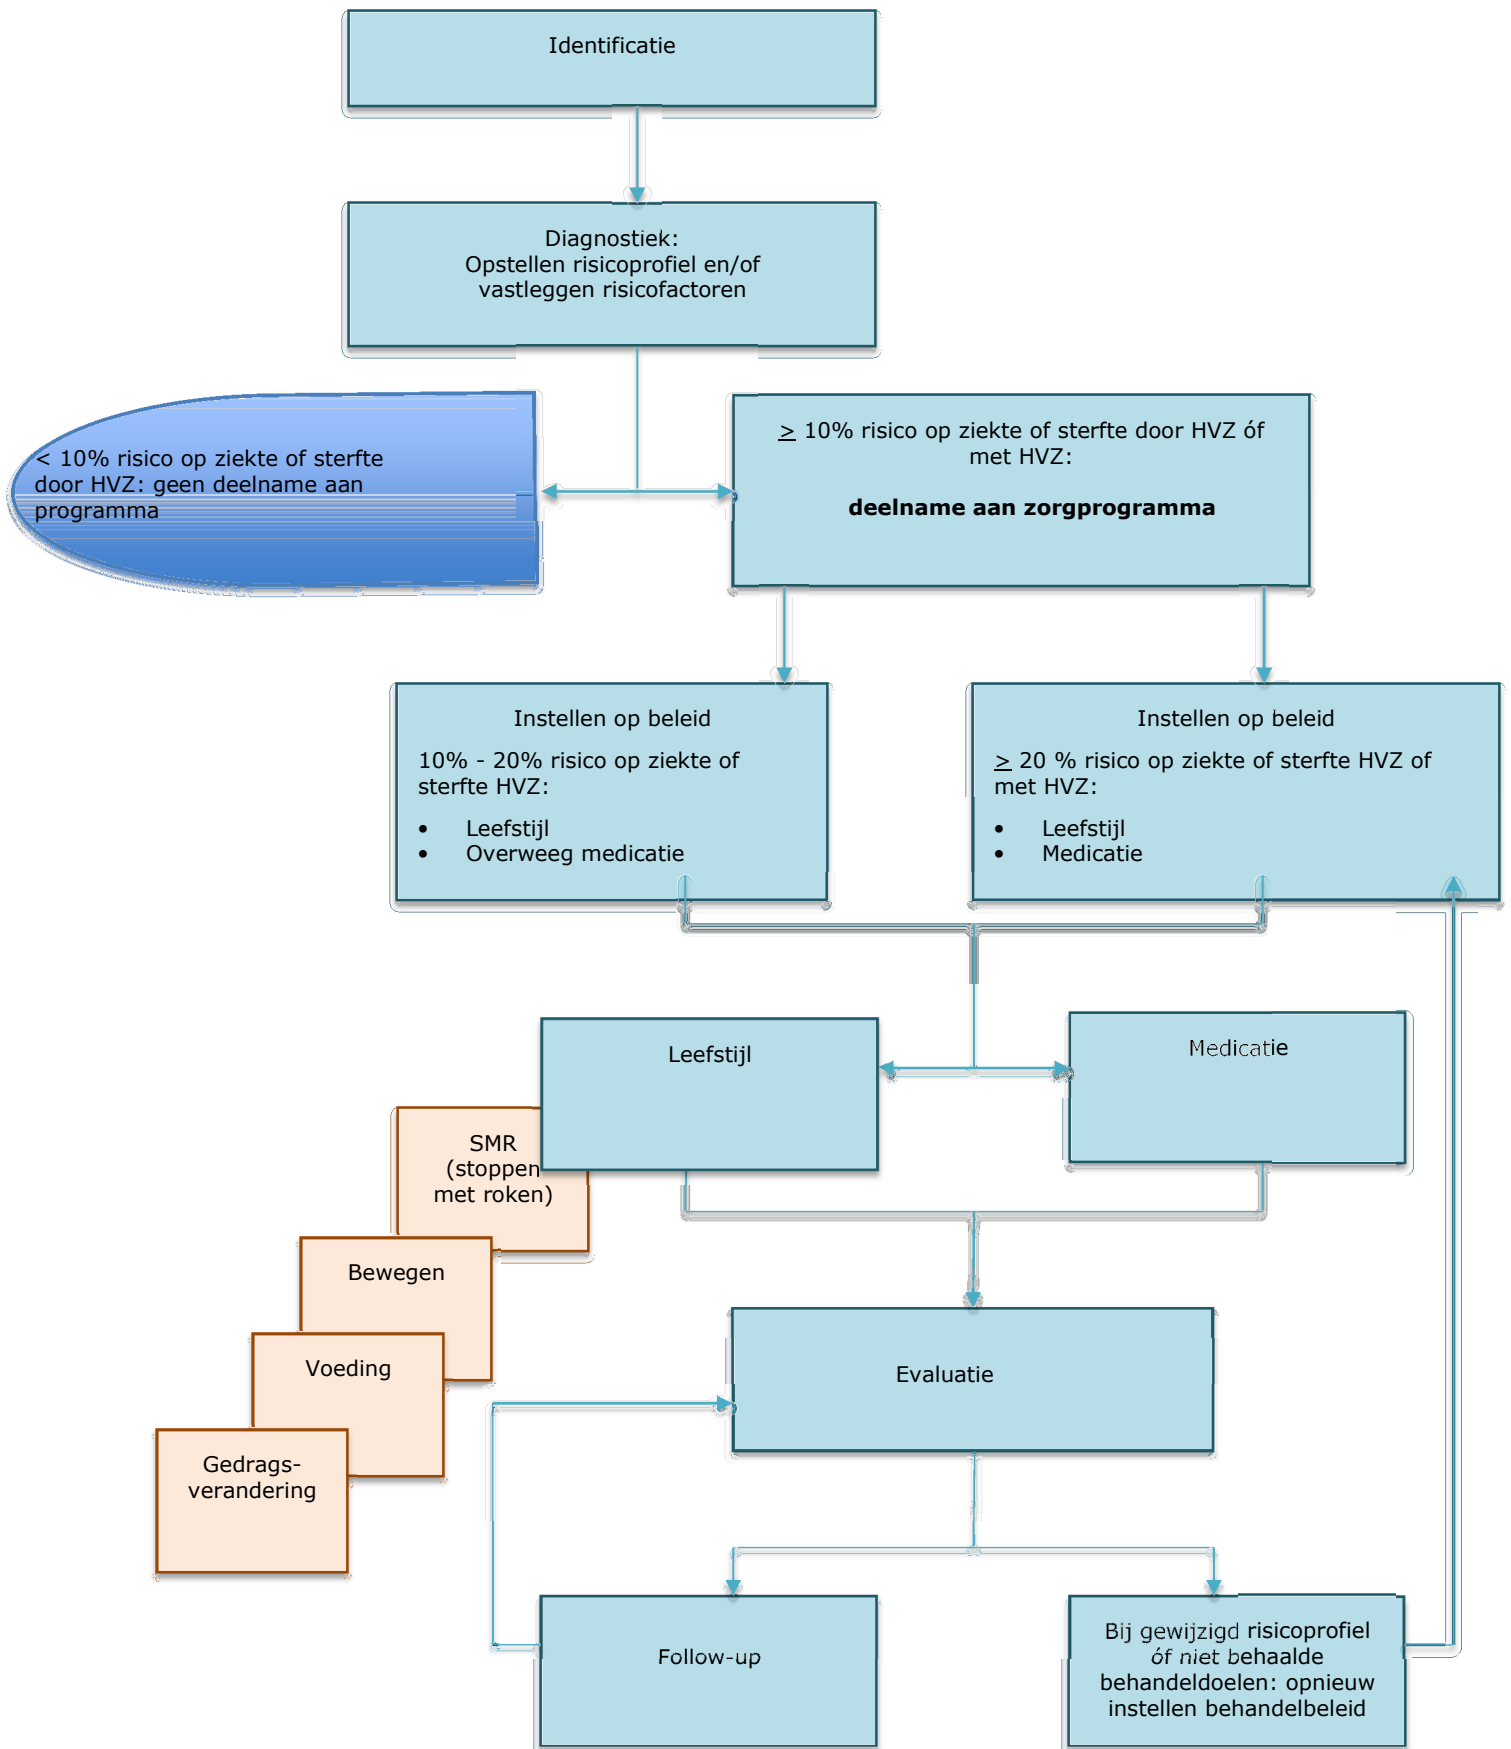 Identificatie
Diagnostiek:
Opstellen risicoprofiel en/of
vastleggen risicofactoren
< 10% risico op ziekte of sterfte
door HVZ: geen deelname aan
programma
≥ 10% risico op ziekte of sterfte door HVZ óf
met HVZ:
deelname aan zorgprogramma
Instellen op beleid
10% - 20% risico op ziekte of
sterfte HVZ:
• Leefstijl
• Overweeg medicatie
Instellen op beleid
≥ 20 % risico op ziekte of sterfte HVZ of
met HVZ:
• Leefstijl
• Medicatie
Leefstijl
Medicatie
SMR
(stoppen
met roken)
Bewegen
Voeding
Gedrags-
verandering
Evaluatie
Follow-up
Bij gewijzigd risicoprofiel
óf niet behaalde
behandeldoelen: opnieuw
instellen behandelbeleid